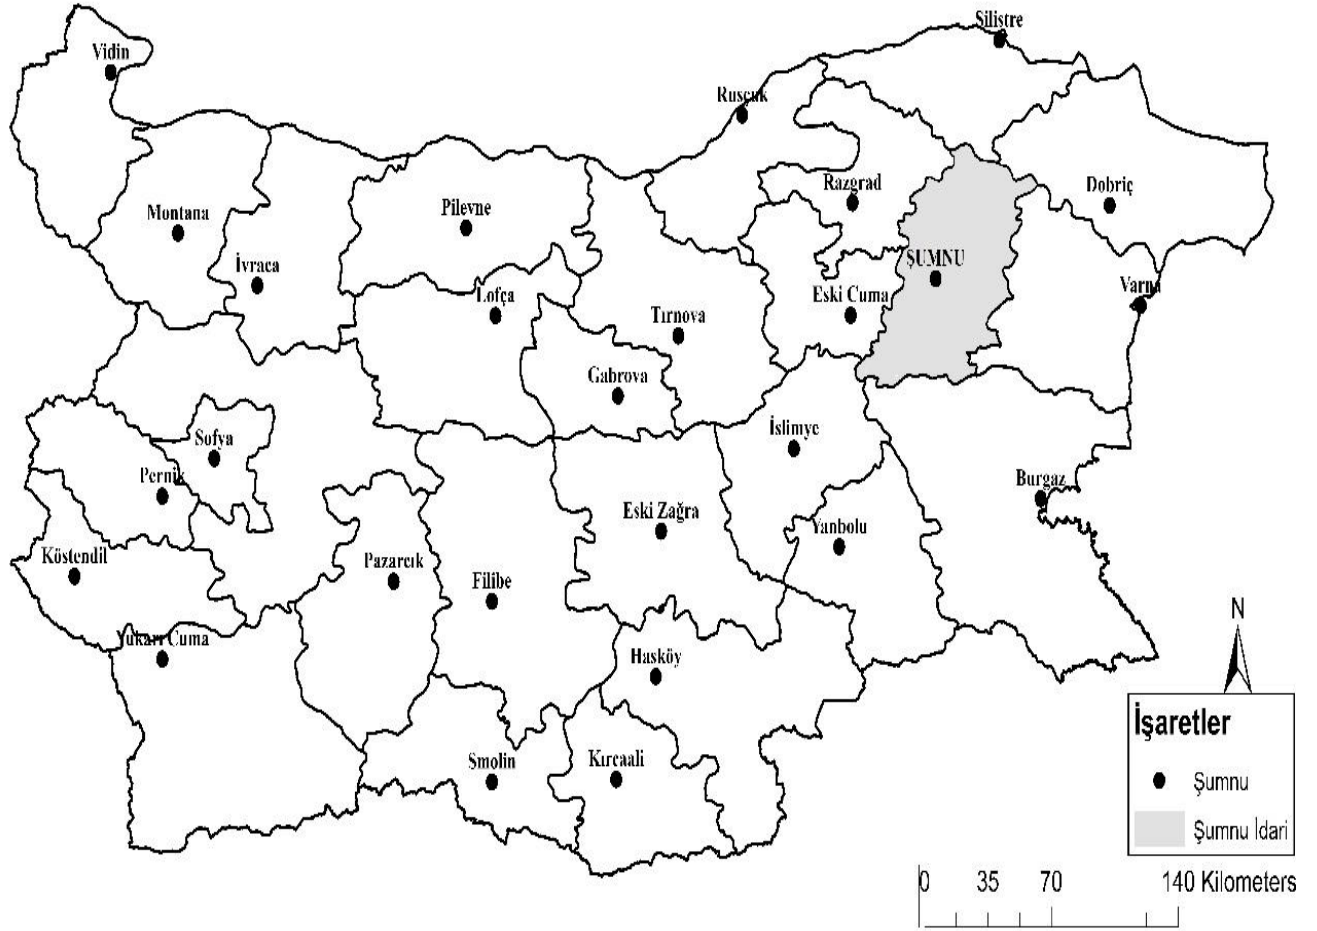 Silistre
Vidin
Rusçuk
Razgrad
Dobriç
Montana
Pilevne
İvraca
ŞUMNU
Lofça
Eski Cuma
Varna
Tırnova
Gabrova
Sofya
İslimye
Pernik
Burgaz
Eski Zağra
Yanbolu
Köstendil
Pazarcık
Filibe
Yukarı Cuma
Hasköy
Smolin
Kırcaali
N
İşaretler
Şumnu
Şumnu İdari
0 35 70 140 Kilometers